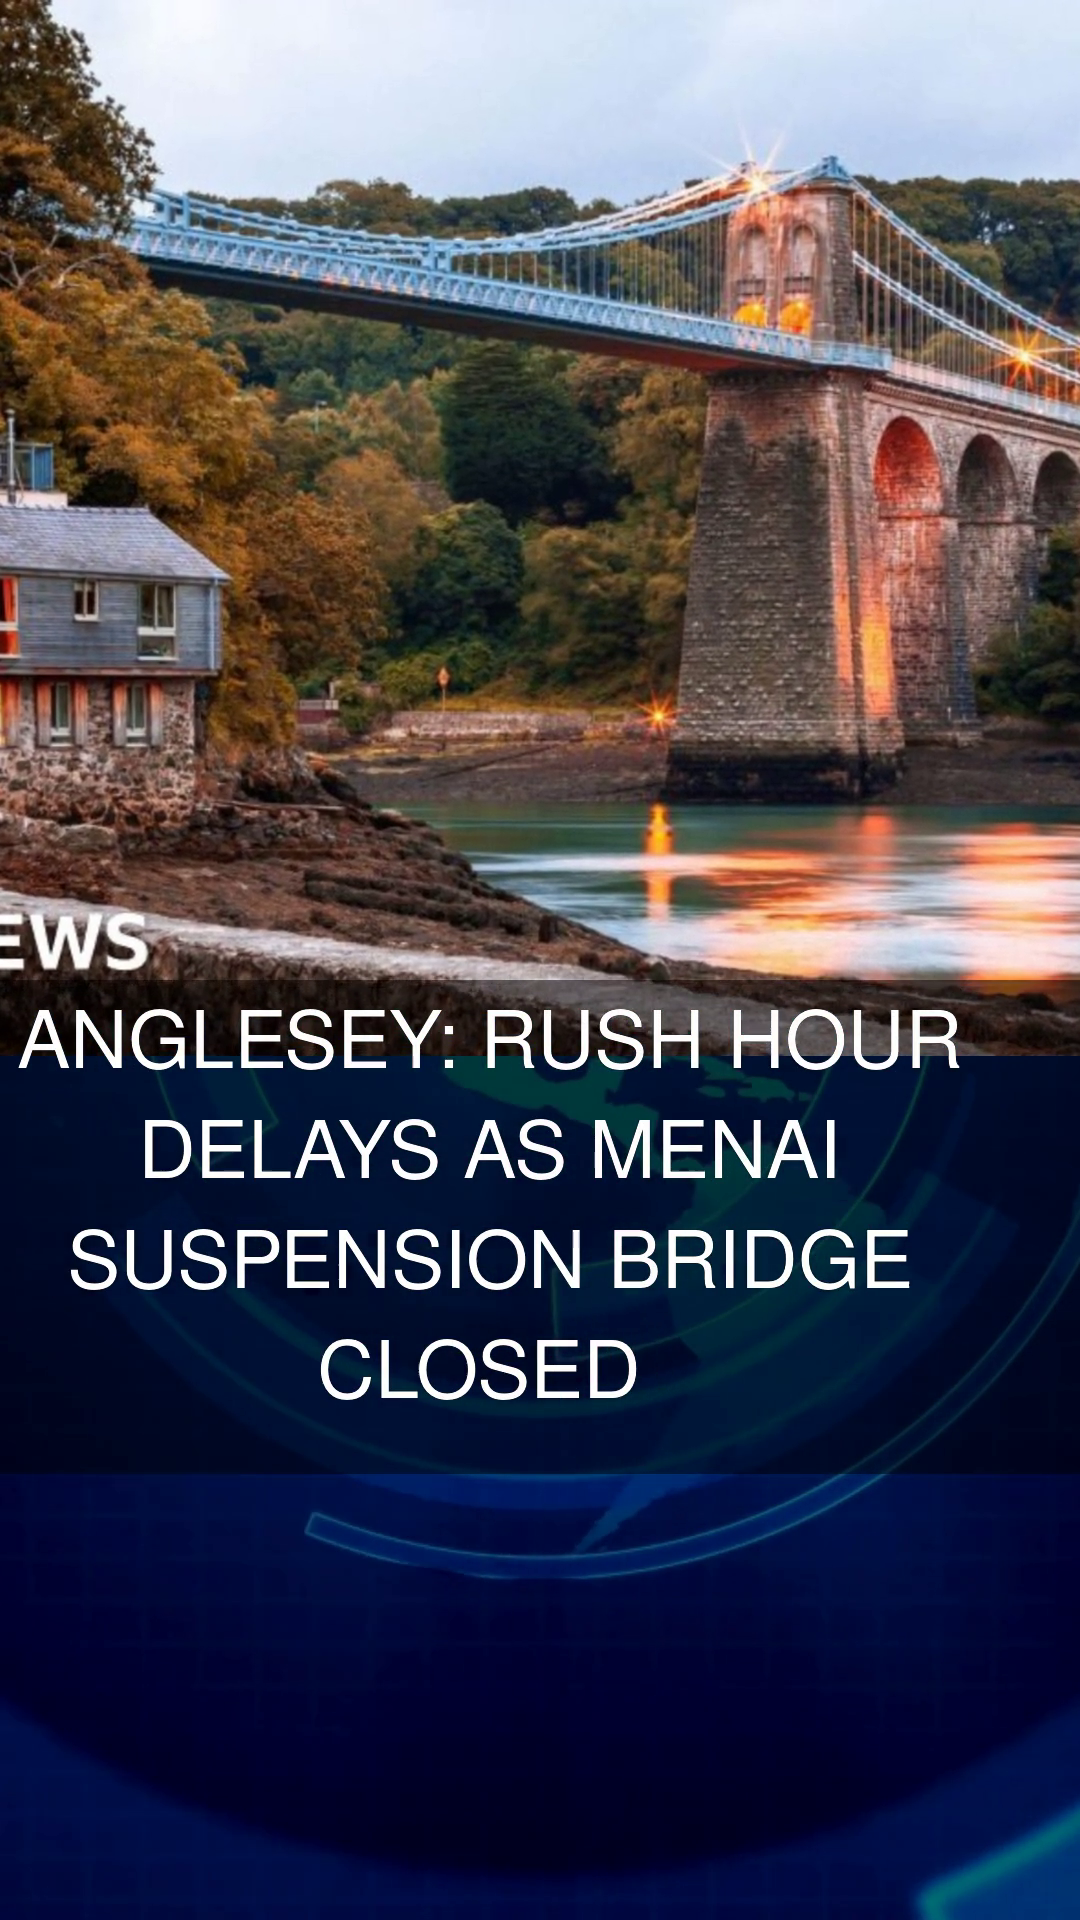 EWS
ANGLESEY: RUSH HOUR
DELAYS AS MENAI
SUSPENSION BRIDGE
CLOSED